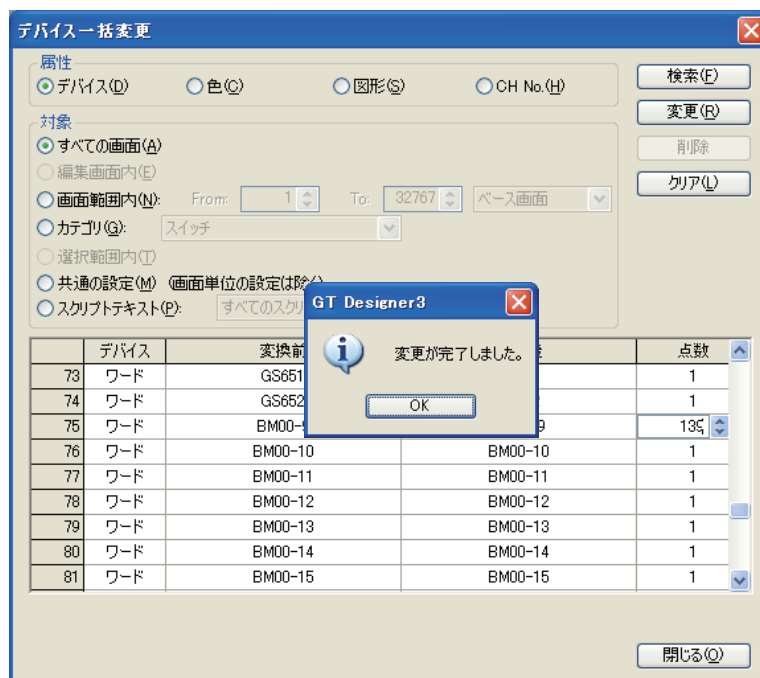 デバイス一括変更
属性
デバイス(D) 色(C) 図形(S) CH No.(H)
検索(F)
変更(R)
削除
クリア(L)
対象
すべての画面(A)
編集画面内(E)
画面範囲内(N): From: 1 To: 32767 ベース画面
カテゴリ(G): スイッチ
選択範囲内(T)
共通の設定(M) (画面単位の設定は除く)
スクリプトテキスト(P): すべてのスクリ
GT Designer3
変更が完了しました。
OK
デバイス 変換前 点数
73 ワード GS651 1
74 ワード GS652 1
75 ワード BM00-
76 ワード BM00-10 BM00-10 1
77 ワード BM00-11 BM00-11 1
78 ワード BM00-12 BM00-12 1
79 ワード BM00-13 BM00-13 1
80 ワード BM00-14 BM00-14 1
81 ワード BM00-15 BM00-15 1
閉じる(O)